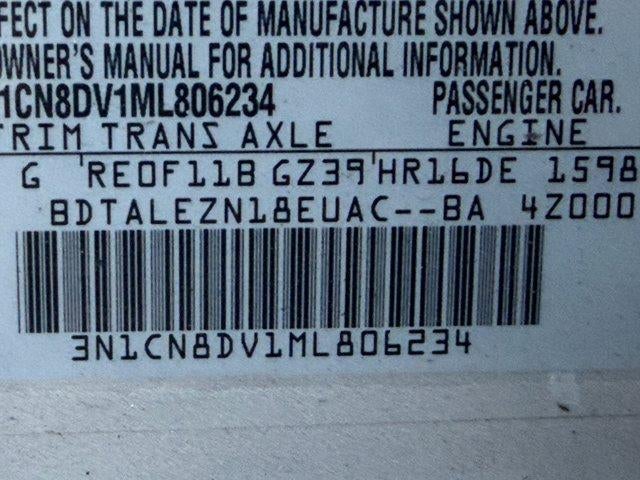 FECT ON THE DATE OF MANUFACTURE SHOWN ABOVE.
OWNER'S MANUAL FOR ADDITIONAL INFORMATION.
1CN8DV1ML806234 PASSENGER CAR.
TRIM TRANS AXLE ENGINE
G RE0F11B GZ39 HR16DE 1598
BDTALEZN18EUAC--BA 4Z000
3N1CN8DV1ML806234